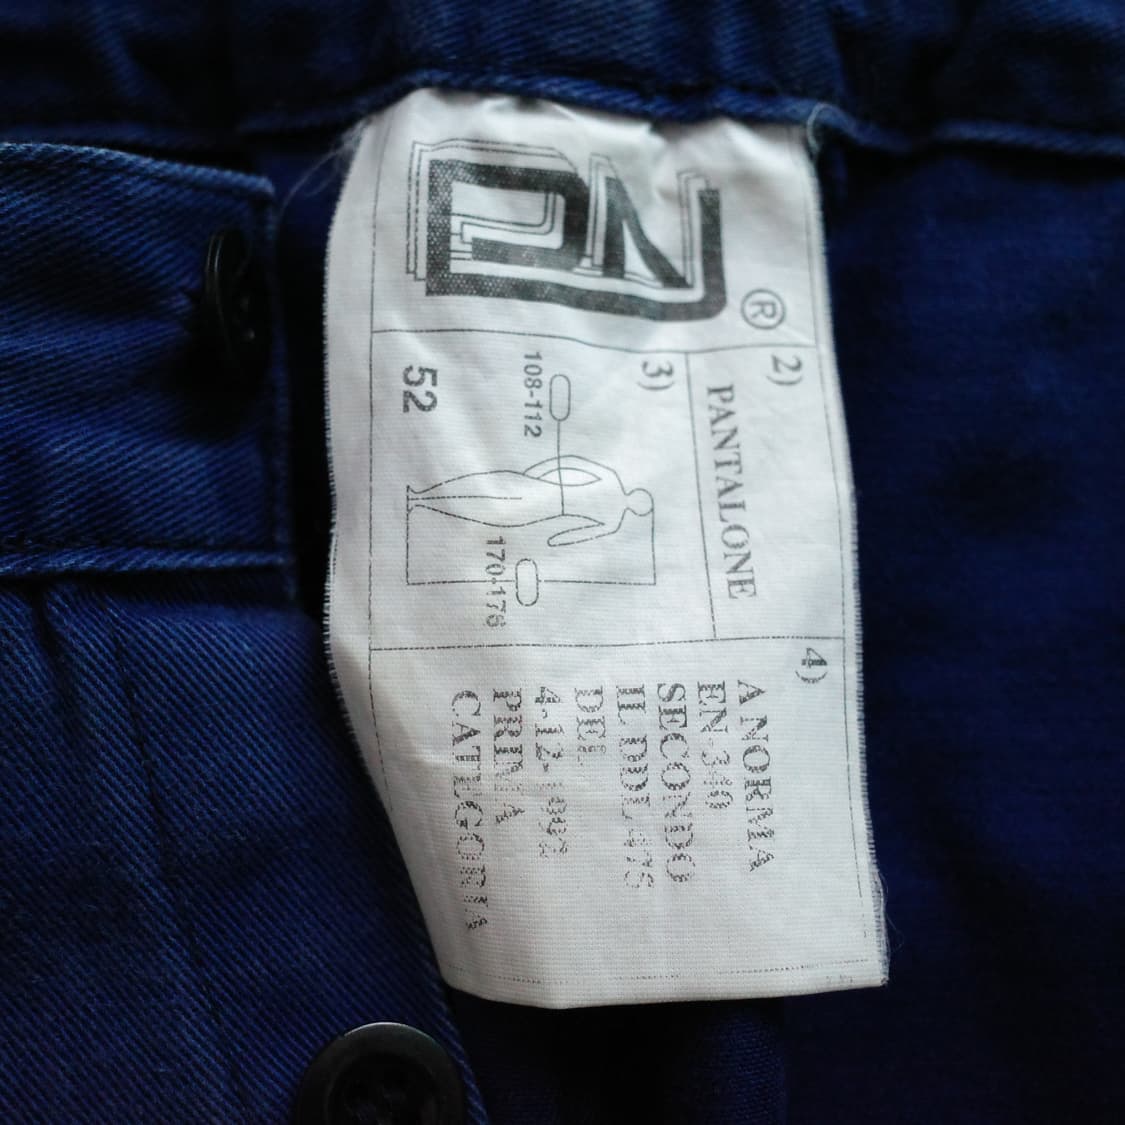 ®
2)
PANTALONE
3)
108-112
170-176
52
4)
A NORMA
EN-340
SECONDO
IL DDL 475
DEL
4-12-1992
PRIMA
CATEGORIA